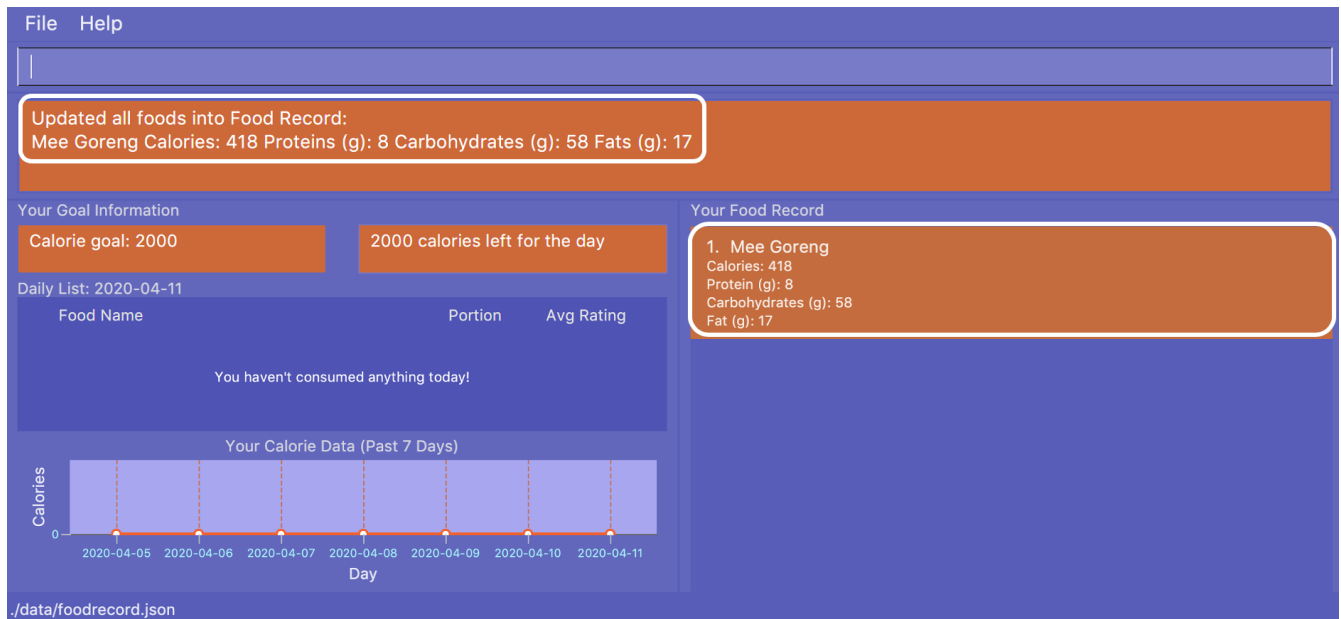 File Help
Updated all foods into Food Record:
Mee Goreng Calories: 418 Proteins (g): 8 Carbohydrates (g): 58 Fats (g): 17
Your Goal Information
Calorie goal: 2000
2000 calories left for the day
Daily List: 2020-04-11
Food Name Portion Avg Rating
You haven't consumed anything today!
Your Calorie Data (Past 7 Days)
Calories
0
2020-04-05 2020-04-06 2020-04-07 2020-04-08 2020-04-09 2020-04-10 2020-04-11
Day
Your Food Record
1. Mee Goreng
Calories: 418
Protein (g): 8
Carbohydrates (g): 58
Fat (g): 17
./data/foodrecord.json